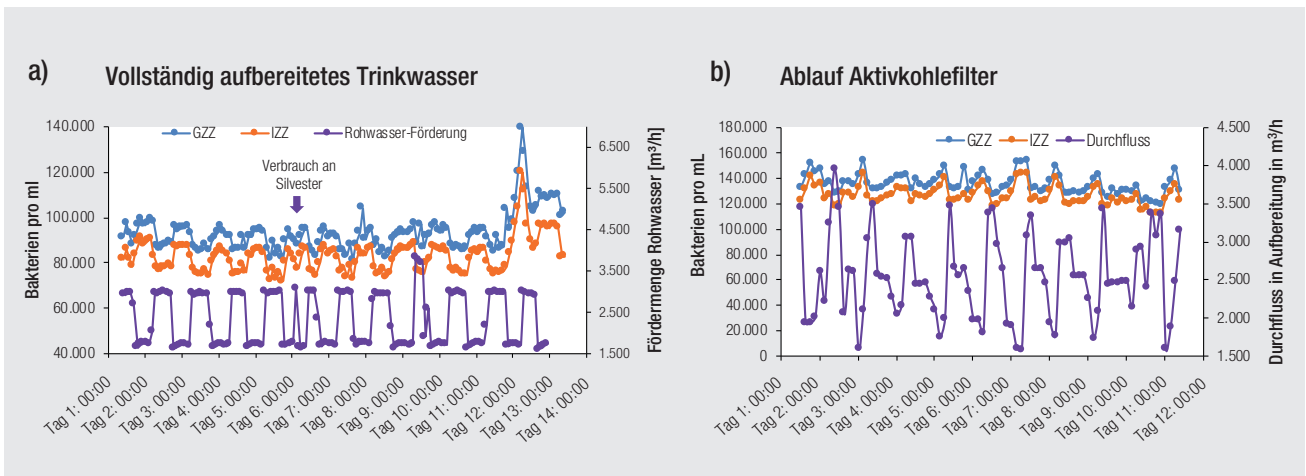 a) Vollständig aufbereitetes Trinkwasser
GZZ IZZ Rohwasser-Förderung
Verbrauch an
Silvester
Bakterien pro ml
140.000
120.000
100.000
80.000
60.000
40.000
6.500
5.500
4.500
3.500
2.500
1.500
Fördermenge Rohwasser [m³/h]
Tag 1: 00:00
Tag 2: 00:00
Tag 3: 00:00
Tag 4: 00:00
Tag 5: 00:00
Tag 6: 00:00
Tag 7: 00:00
Tag 8: 00:00
Tag 9: 00:00
Tag 10: 00:00
Tag 11: 00:00
Tag 12: 00:00
Tag 13: 00:00
Tag 14: 00:00
b) Ablauf Aktivkohlefilter
GZZ IZZ Durchfluss
Bakterien pro mL
180.000
160.000
140.000
120.000
100.000
80.000
60.000
40.000
20.000
0
4.500
4.000
3.500
3.000
2.500
2.000
1.500
Durchfluss in Aufbereitung in m³/h
Tag 1: 00:00
Tag 2: 00:00
Tag 3: 00:00
Tag 4: 00:00
Tag 5: 00:00
Tag 6: 00:00
Tag 7: 00:00
Tag 8: 00:00
Tag 9: 00:00
Tag 10: 00:00
Tag 11: 00:00
Tag 12: 00:00